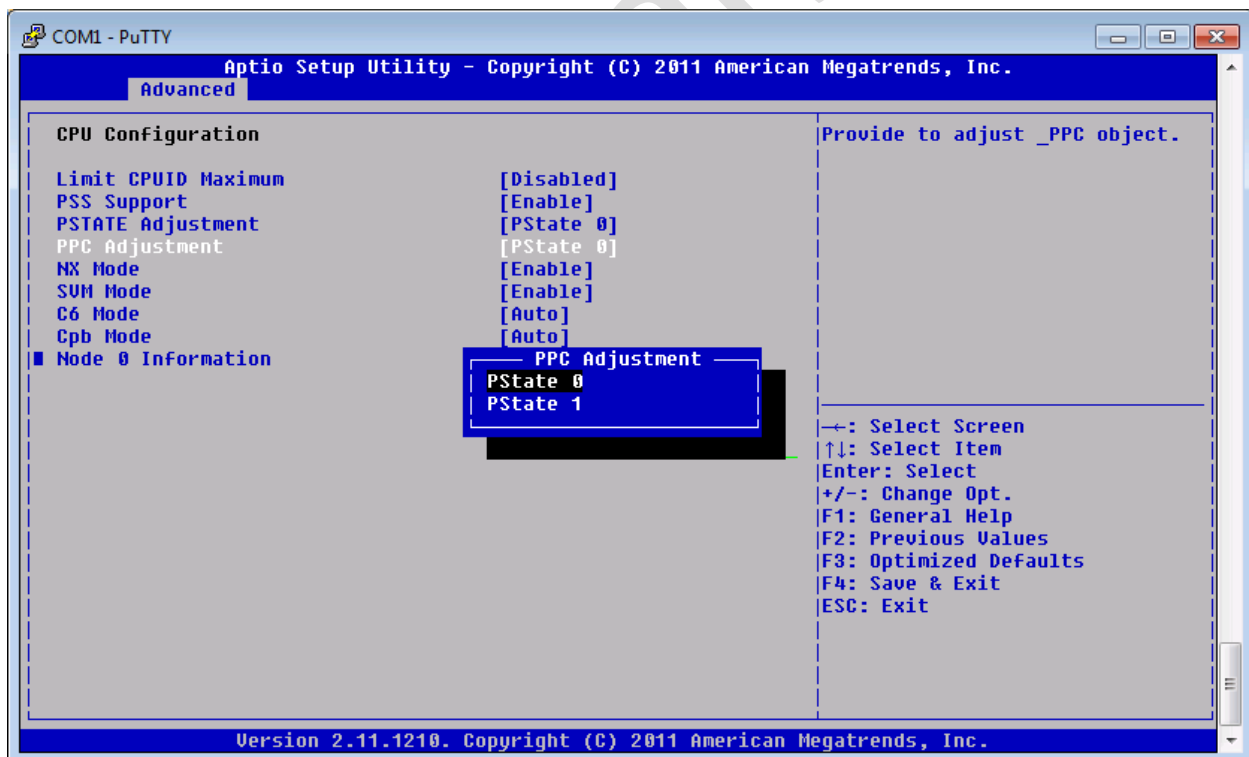 COM1 - PuTTY
Aptio Setup Utility - Copyright (C) 2011 American Megatrends, Inc.
Advanced
CPU Configuration
Provide to adjust _PPC object.
Limit CPUID Maximum [Disabled]
PSS Support [Enable]
PSTATE Adjustment [PState 0]
PPC Adjustment [PState 0]
NX Mode [Enable]
SVM Mode [Enable]
C6 Mode [Auto]
Cpb Mode [Auto]
Node 0 Information
PPC Adjustment
PState 0
PState 1
→←: Select Screen
↑↓: Select Item
Enter: Select
+/-: Change Opt.
F1: General Help
F2: Previous Values
F3: Optimized Defaults
F4: Save & Exit
ESC: Exit
Version 2.11.1210. Copyright (C) 2011 American Megatrends, Inc.